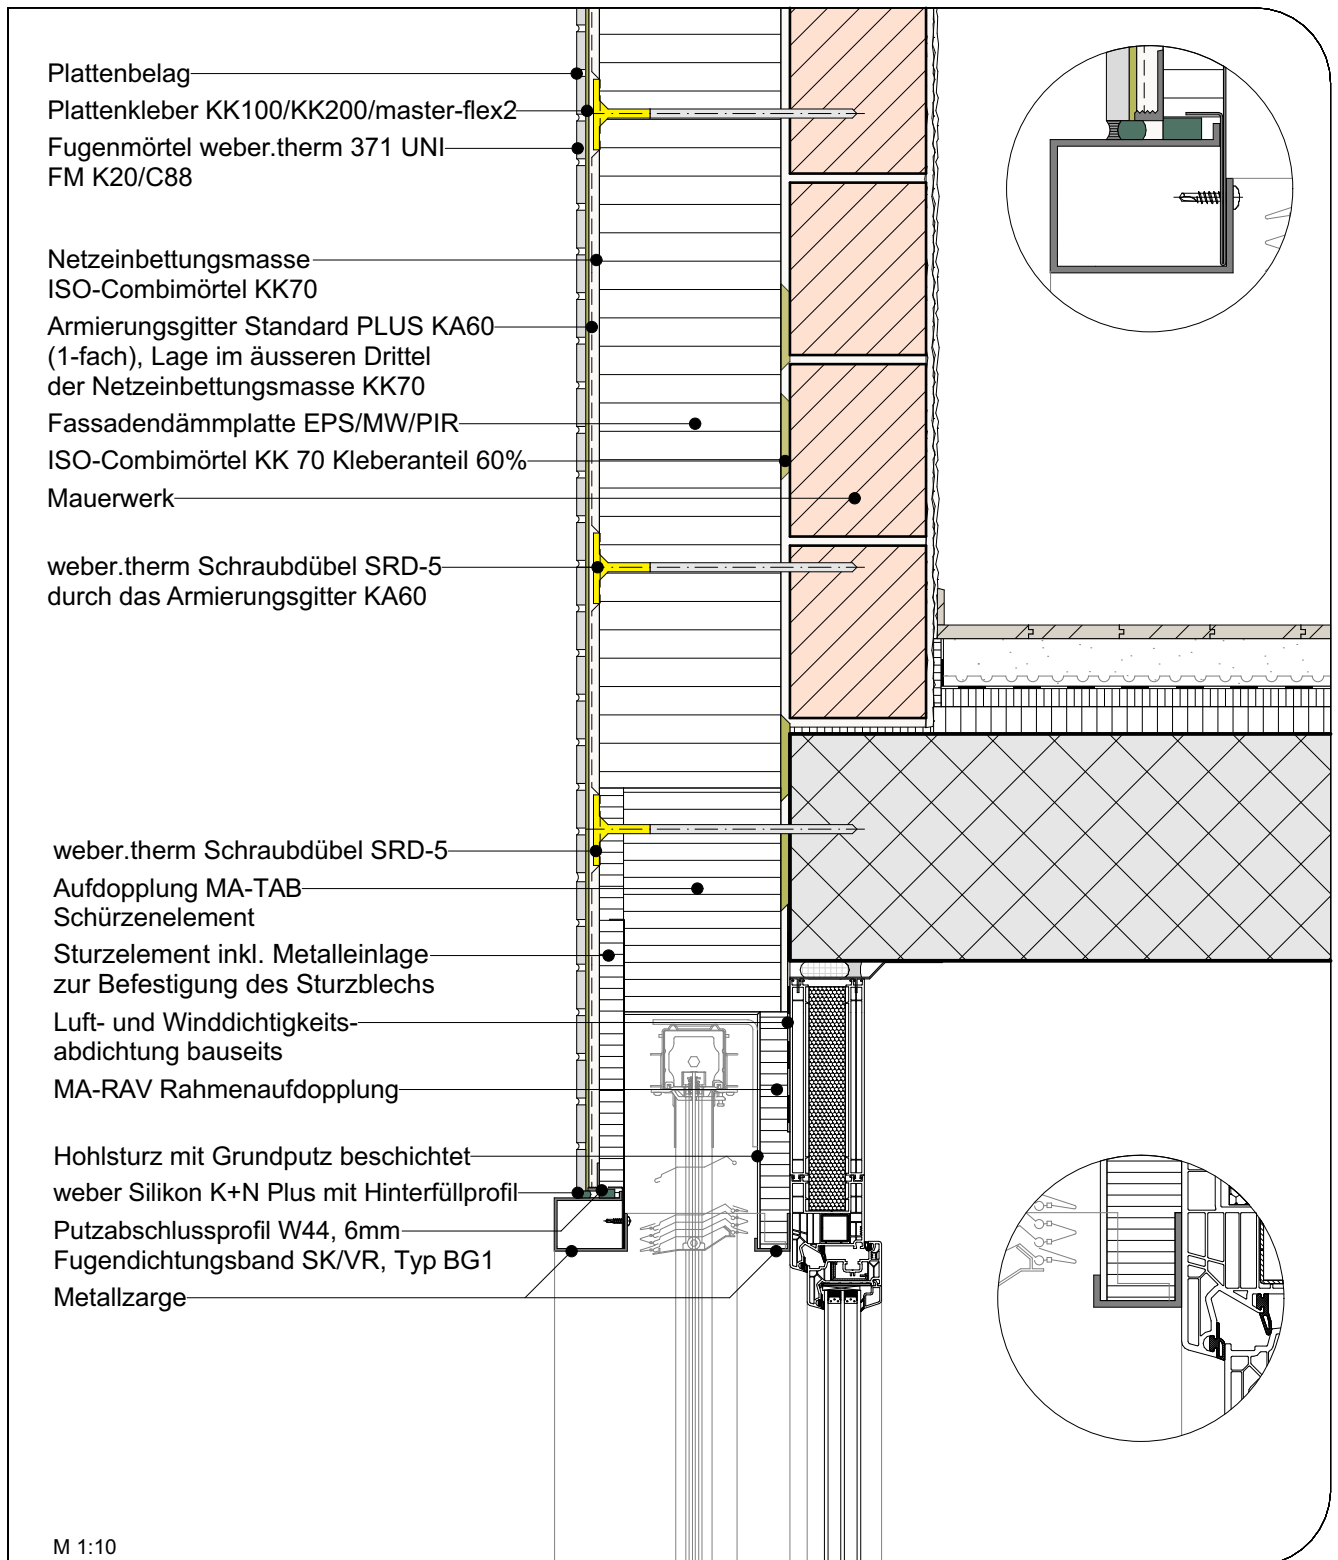 Plattenbelag
Plattenkleber KK100/KK200/master-flex2
Fugenmörtel weber.therm 371 UNI
FM K20/C88
Netzeinbettungsmasse
ISO-Combimörtel KK70
Armierungsgitter Standard PLUS KA60
(1-fach), Lage im äusseren Drittel
der Netzeinbettungsmasse KK70
Fassadendämmplatte EPS/MW/PIR
ISO-Combimörtel KK 70 Kleberanteil 60%
Mauerwerk
weber.therm Schraubdübel SRD-5
durch das Armierungsgitter KA60
weber.therm Schraubdübel SRD-5
Aufdopplung MA-TAB
Schürzenelement
Sturzelement inkl. Metalleinlage
zur Befestigung des Sturzblechs
Luft- und Winddichtigkeits-
abdichtung bauseits
MA-RAV Rahmenaufdopplung
Hohlsturz mit Grundputz beschichtet
weber Silikon K+N Plus mit Hinterfüllprofil
Putzabschlussprofil W44, 6mm
Fugendichtungsband SK/VR, Typ BG1
Metallzarge
M 1:10